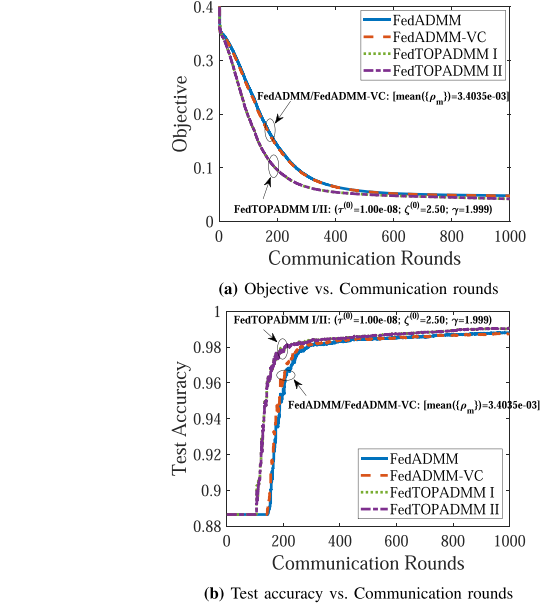 0.4
0.3
0.2
0.1
0
Objective
FedADMM
FedADMM-VC
FedTOPADMM I
FedTOPADMM II
FedADMM/FedADMM-VC: [mean({ρm})=3.4035e-03]
FedTOPADMM I/II: (τ(0)=1.00e-08; ζ(0)=2.50; γ=1.999)
0 200 400 600 800 1000
Communication Rounds
(a) Objective vs. Communication rounds
1
0.98
0.96
0.94
0.92
0.9
0.88
Test Accuracy
FedTOPADMM I/II: (τ(0)=1.00e-08; ζ(0)=2.50; γ=1.999)
FedADMM/FedADMM-VC: [mean({ρm})=3.4035e-03]
FedADMM
FedADMM-VC
FedTOPADMM I
FedTOPADMM II
0 200 400 600 800 1000
Communication Rounds
(b) Test accuracy vs. Communication rounds